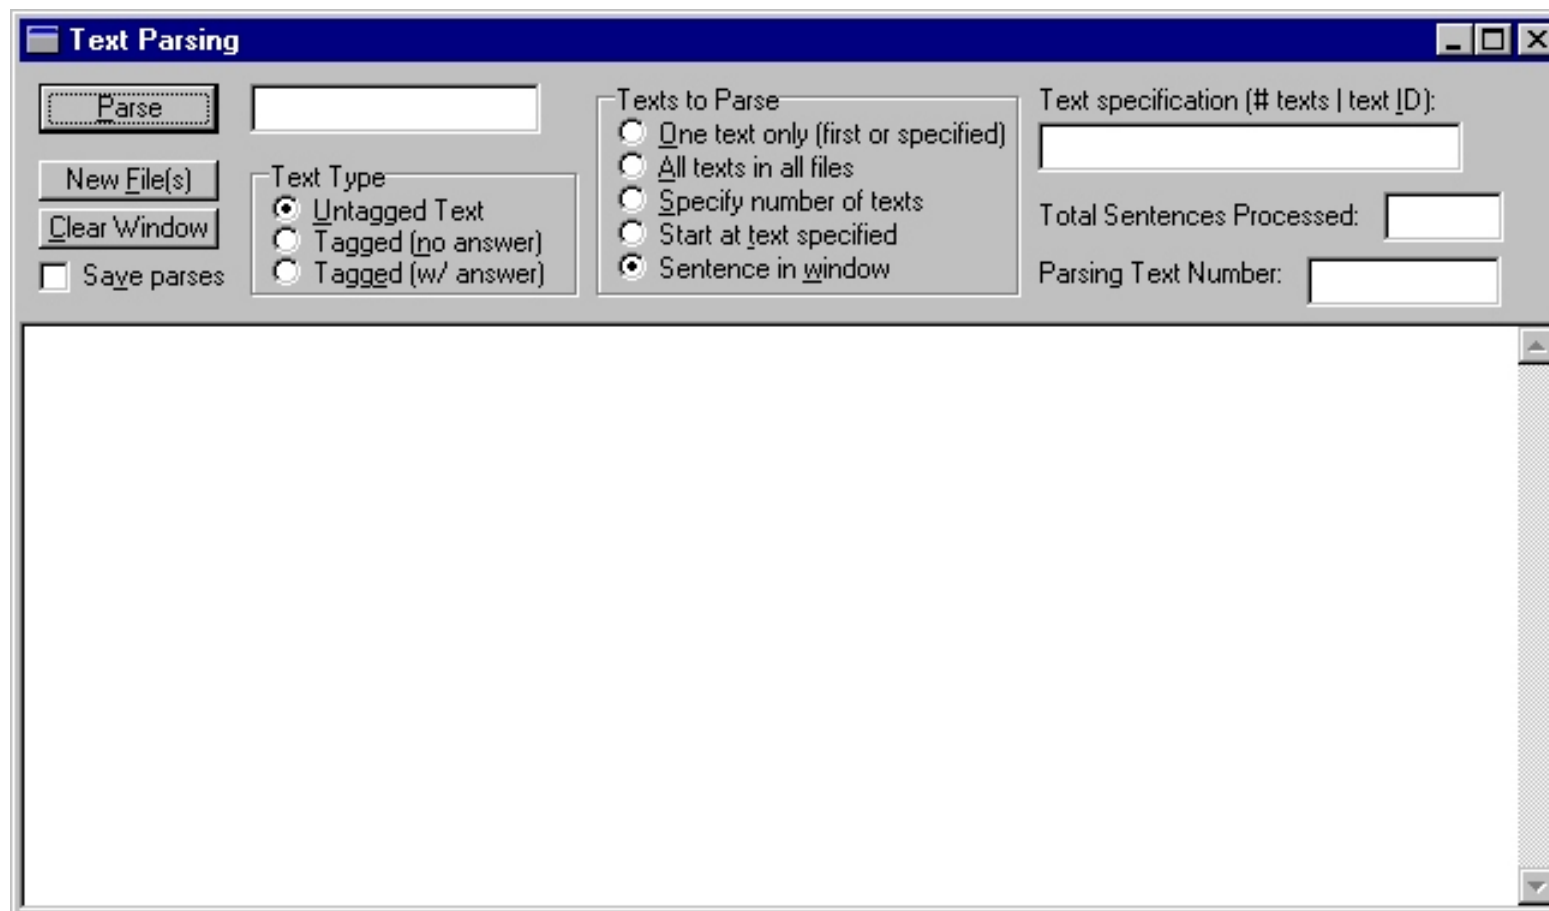 Text Parsing
Parse
New File(s)
Clear Window
Save parses
Text Type
Untagged Text
Tagged (no answer)
Tagged (w/ answer)
Texts to Parse
One text only (first or specified)
All texts in all files
Specify number of texts
Start at text specified
Sentence in window
Text specification (# texts | text ID):
Total Sentences Processed:
Parsing Text Number: